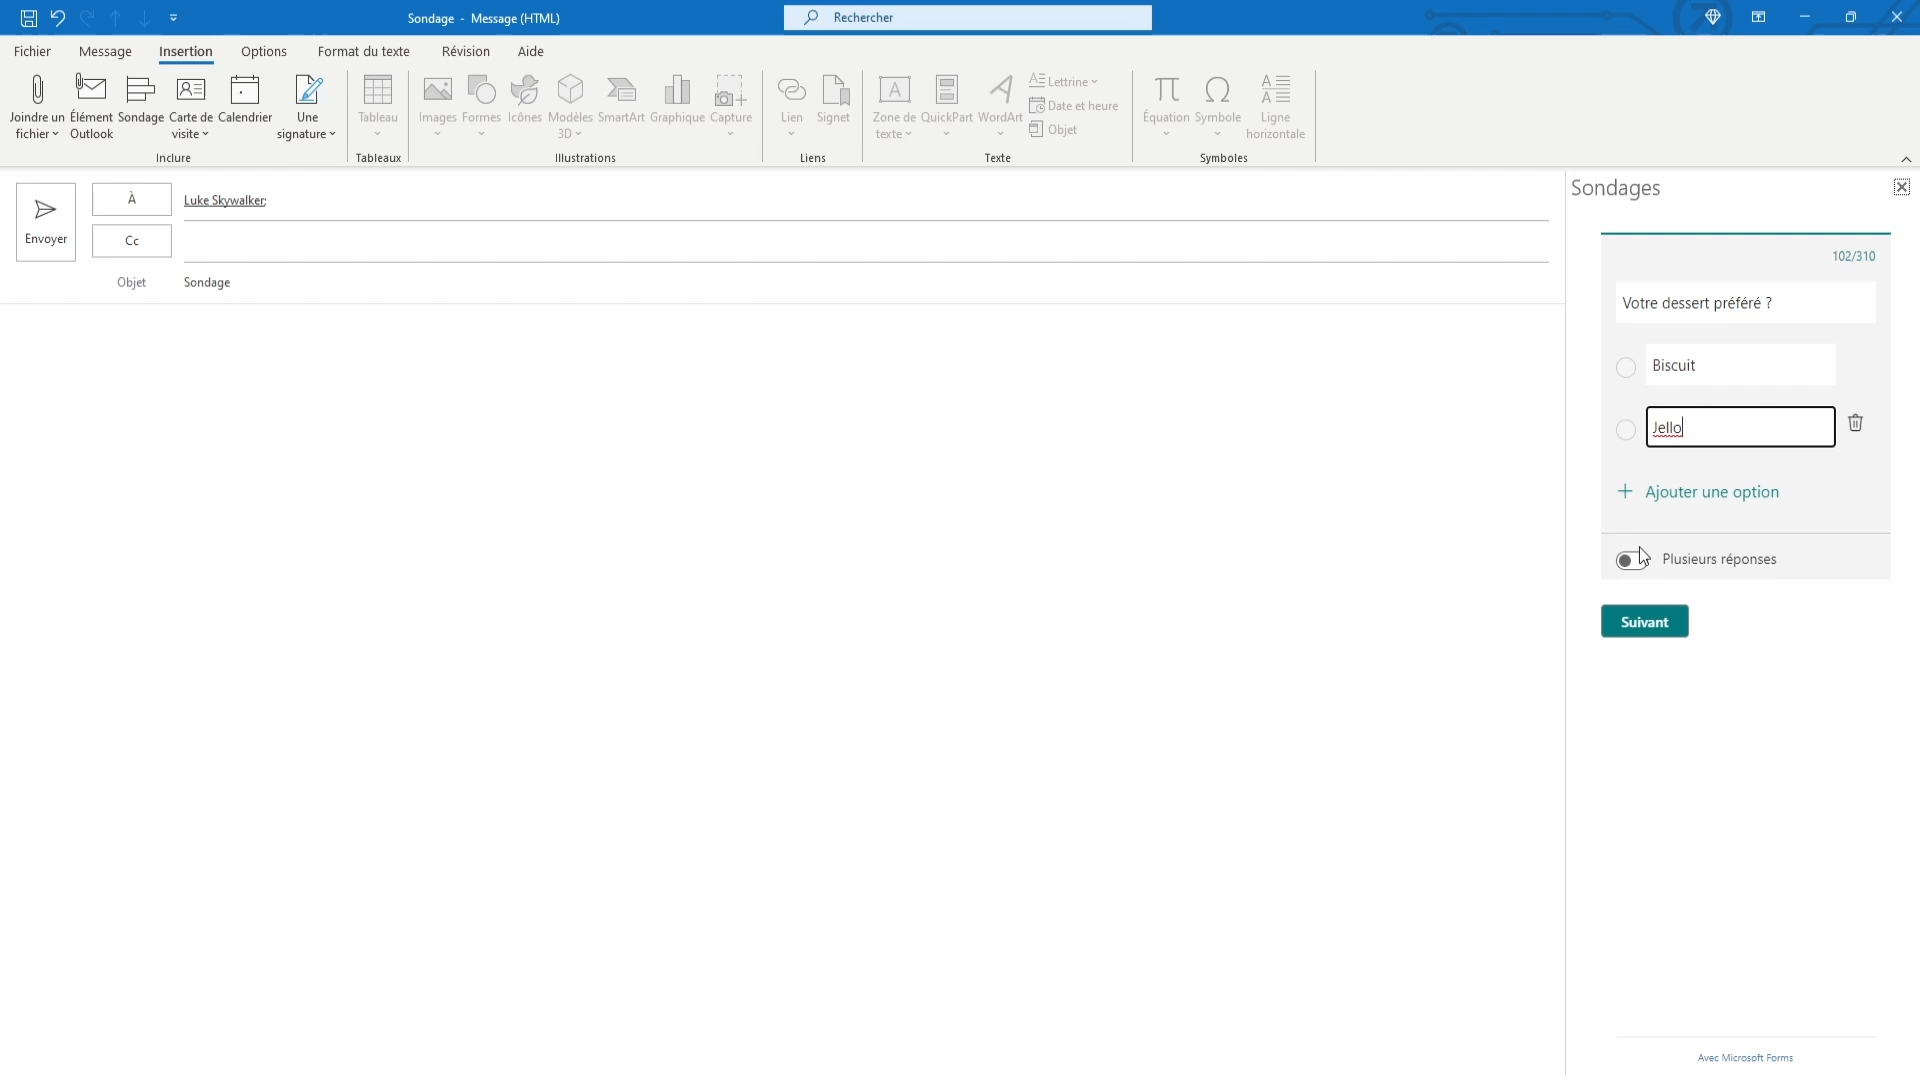 Sondage - Message (HTML)
Rechercher
Fichier
Message
Insertion
Options
Format du texte
Révision
Aide
Joindre un
fichier
Élément
Outlook
Sondage
Carte de
visite
Calendrier
Une
signature
Tableau
Images
Formes
Icônes
Modèles
3D
SmartArt
Graphique
Capture
Lien
Signet
Zone de
texte
QuickPart
WordArt
Lettrine
Date et heure
Objet
Équation
Symbole
Ligne
horizontale
Inclure
Tableaux
Illustrations
Liens
Texte
Symboles
Envoyer
À
Luke Skywalker;
Cc
Objet
Sondage
Sondages
102/310
Votre dessert préféré ?
Biscuit
Jello
Ajouter une option
Plusieurs réponses
Suivant
Avec Microsoft Forms